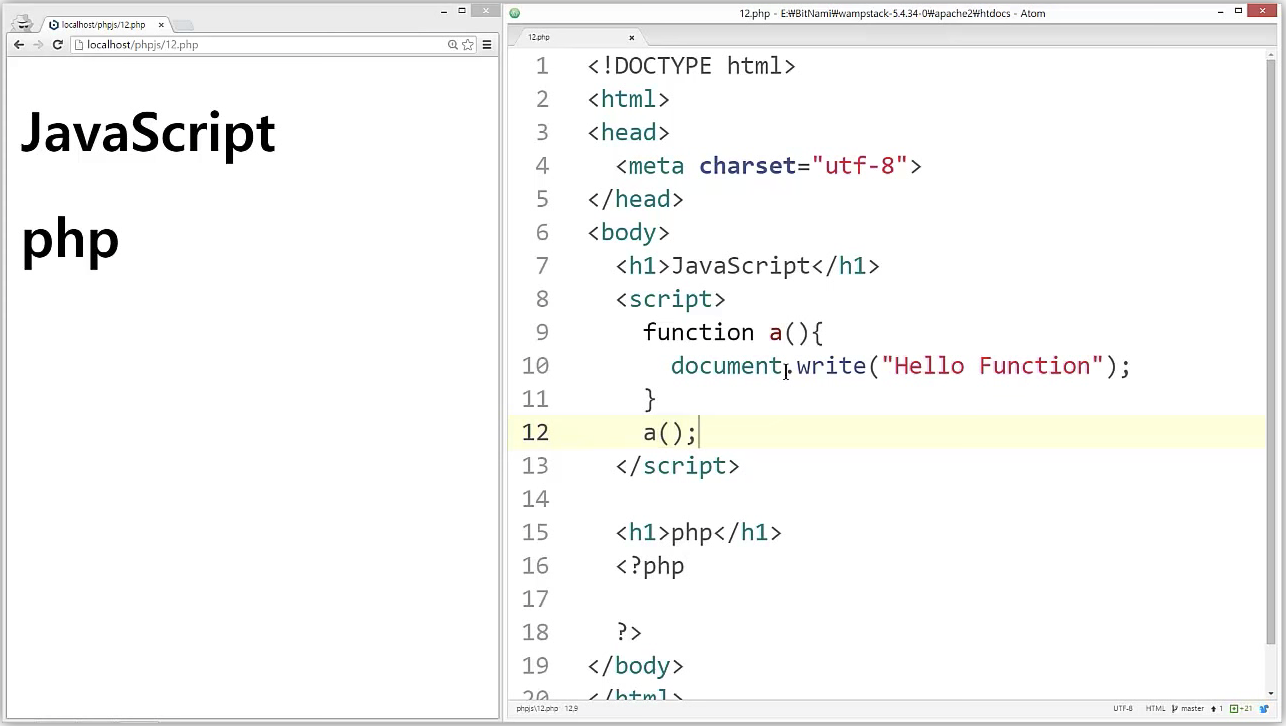 localhost/phpjs/12.php
localhost/phpjs/12.php
JavaScript
php
12.php - E:₩BitNami₩wampstack-5.4.34-0₩apache2₩htdocs - Atom
12.php
1 <!DOCTYPE html>
2 <html>
3 <head>
4 <meta charset="utf-8">
5 </head>
6 <body>
7 <h1>JavaScript</h1>
8 <script>
9 function a(){
10 document.write("Hello Function");
11 }
12 a();
13 </script>
14
15 <h1>php</h1>
16 <?php
17
18 ?>
19 </body>
20 </html>
phpjs\12.php 12,9
UTF-8 HTML master 1 +21